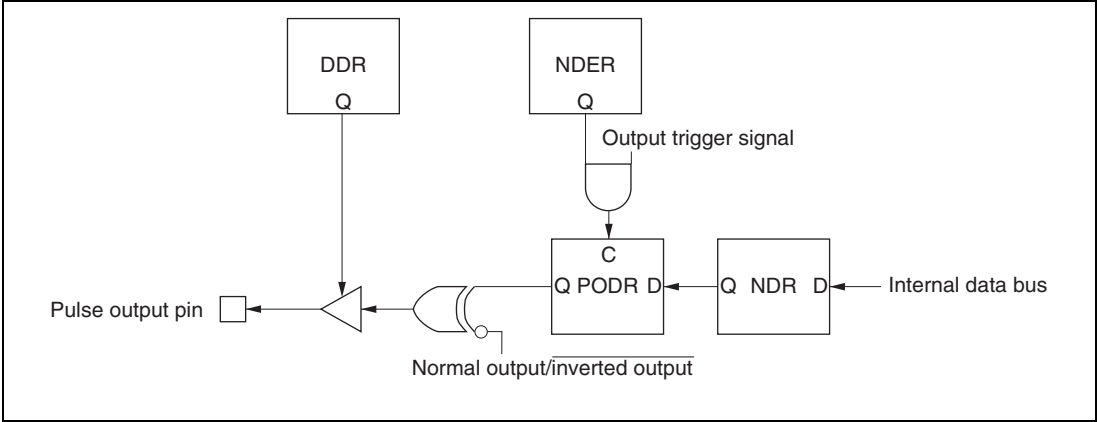 DDR
Q
NDER
Q
Output trigger signal
C
Q PODR D
Q NDR D
Internal data bus
Pulse output pin
Normal output/inverted output